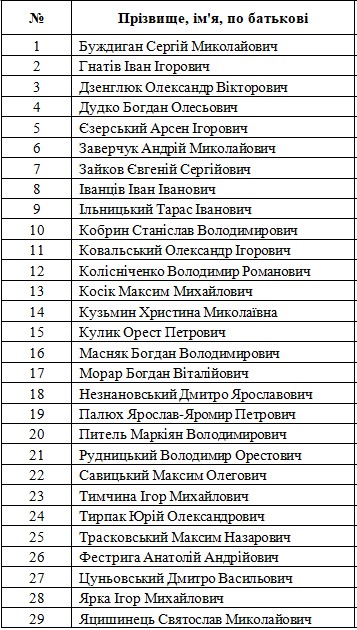 № Прізвище, ім'я, по батькові
1 Буждиган Сергій Миколайович
2 Гнатів Іван Ігорович
3 Дзенглюк Олександр Вікторович
4 Дудко Богдан Олесьович
5 Єзерський Арсен Ігорович
6 Заверчук Андрій Миколайович
7 Зайков Євгеній Сергійович
8 Іванців Іван Іванович
9 Ільницький Тарас Іванович
10 Кобрин Станіслав Володимирович
11 Ковальський Олександр Ігорович
12 Колісніченко Володимир Романович
13 Косік Максим Михайлович
14 Кузьмин Христина Миколаївна
15 Кулик Орест Петрович
16 Масняк Богдан Володимирович
17 Морар Богдан Віталійович
18 Незнановський Дмитро Ярославович
19 Палюх Ярослав-Яромир Петрович
20 Питель Маркіян Володимирович
21 Рудницький Володимир Орестович
22 Савицький Максим Олегович
23 Тимчина Ігор Михайлович
24 Тирпак Юрій Олександрович
25 Трасковський Максим Назарович
26 Фестрига Анатолій Андрійович
27 Цуньовський Дмитро Васильович
28 Ярка Ігор Михайлович
29 Яцишинець Святослав Миколайович